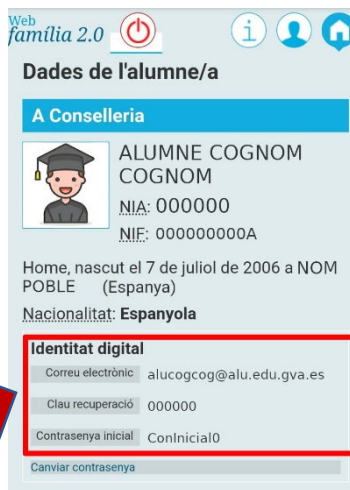 Web
família 2.0
i
Dades de l'alumne/a
A Conselleria
ALUMNE COGNOM
COGNOM
NIA: 000000
NIF: 000000000A
Home, nascut el 7 de juliol de 2006 a NOM
POBLE (Espanya)
Nacionalitat: Espanyola
Identitat digital
Correu electrònic alucogcog@alu.edu.gva.es
Clau recuperació 000000
Contrasenya inicial ConInicial0
Canviar contrasenya